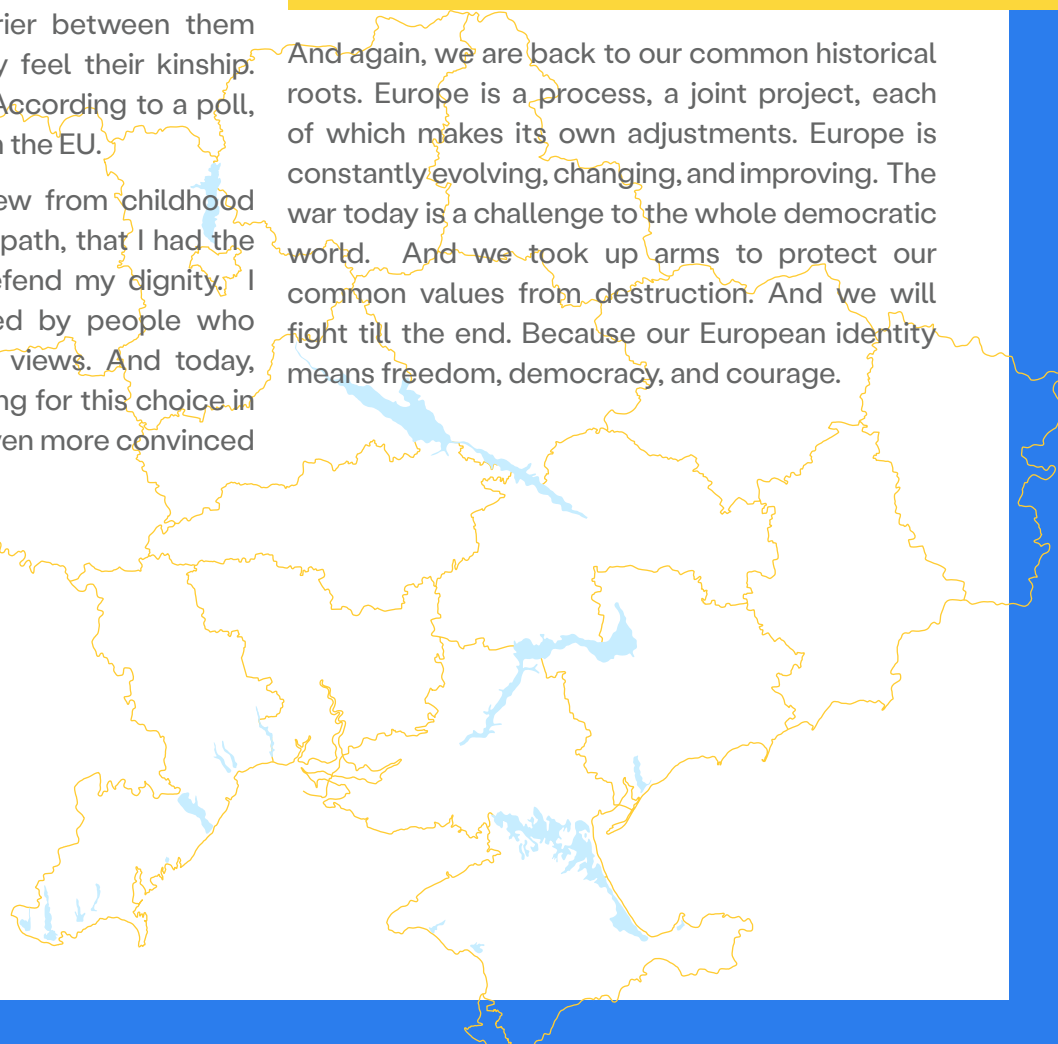 rier between them
y feel their kinship.
According to a poll,
n the EU.
ew from childhood
path, that I had the
efend my dignity. I
ed by people who
views. And today,
ng for this choice in
ven more convinced
And again, we are back to our common historical
roots. Europe is a process, a joint project, each
of which makes its own adjustments. Europe is
constantly evolving, changing, and improving. The
war today is a challenge to the whole democratic
world. And we took up arms to protect our
common values from destruction. And we will
fight till the end. Because our European identity
means freedom, democracy, and courage.